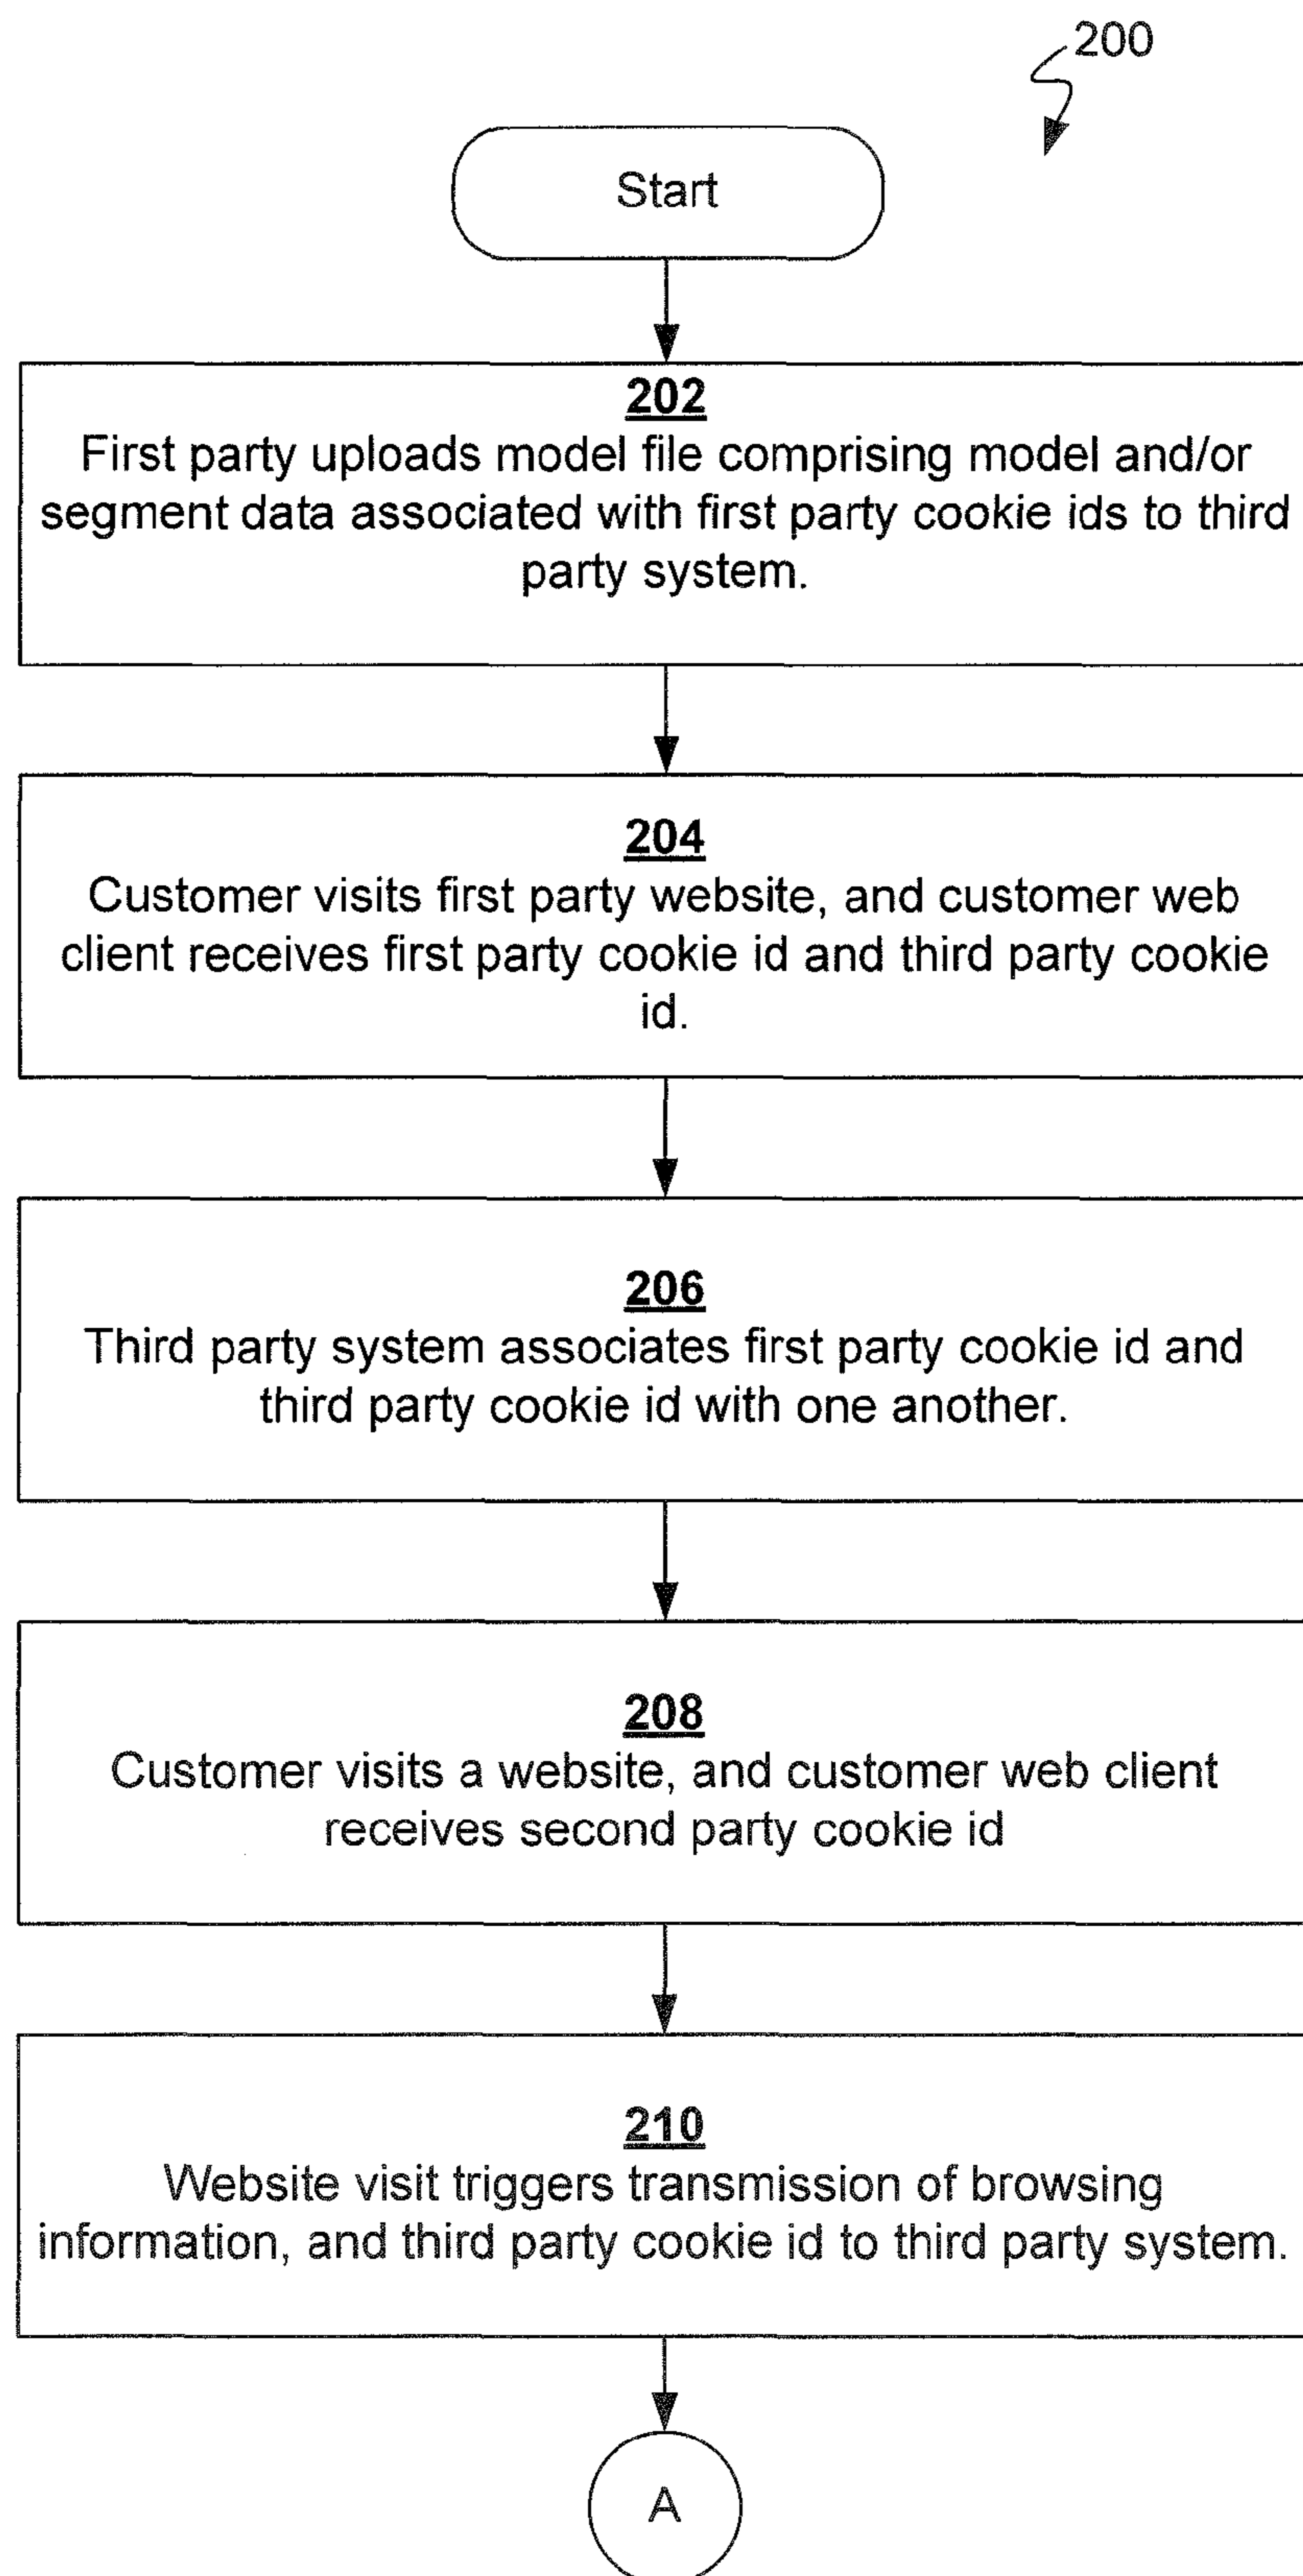 200
Start
202
First party uploads model file comprising model and/or
segment data associated with first party cookie ids to third
party system.
204
Customer visits first party website, and customer web
client receives first party cookie id and third party cookie
id.
206
Third party system associates first party cookie id and
third party cookie id with one another.
208
Customer visits a website, and customer web client
receives second party cookie id
210
Website visit triggers transmission of browsing
information, and third party cookie id to third party system.
A